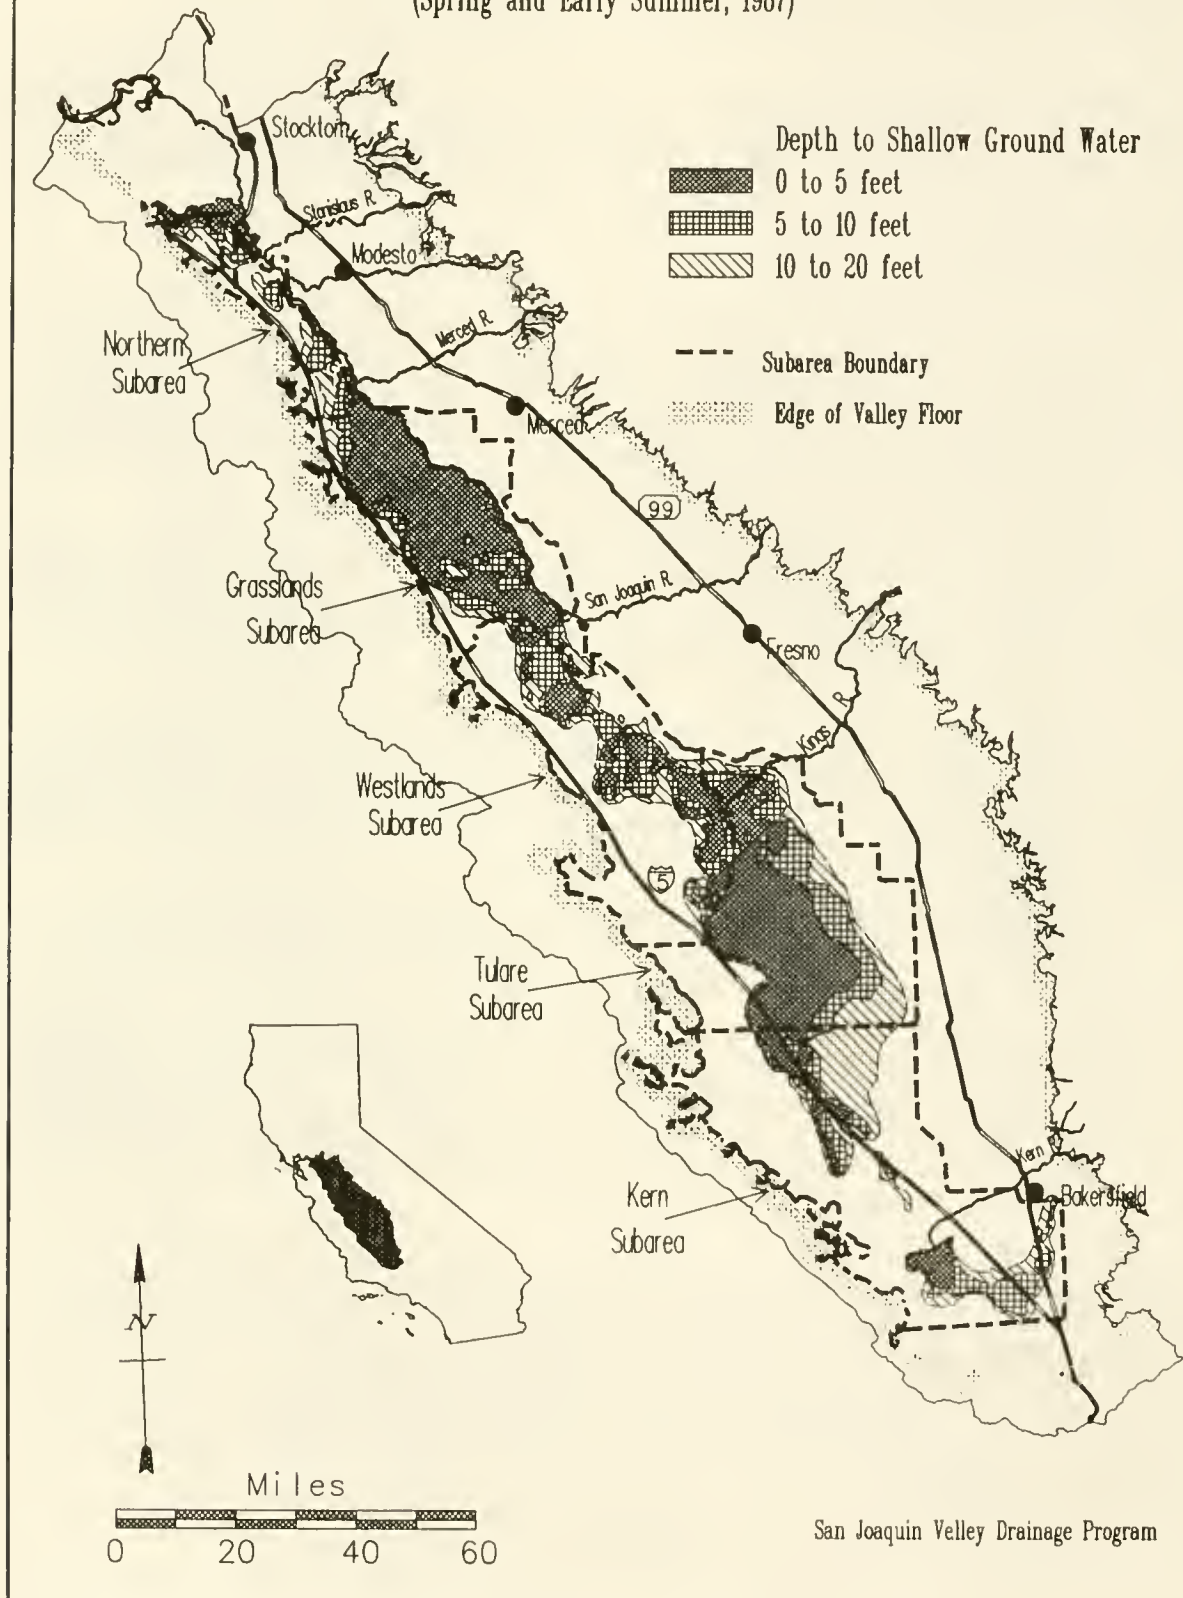 (Spring and Early Summer, 1987)
Stockton
Depth to Shallow Ground Water
0 to 5 feet
5 to 10 feet
10 to 20 feet
Subarea Boundary
Edge of Valley Floor
Stanislaus R.
Modesto
Merced R.
Northern
Subarea
Merced
99
Grasslands
Subarea
San Joaquin R.
Fresno
Kings R.
Westlands
Subarea
5
Tulare
Subarea
Kern
Bakersfield
Kern
Subarea
N
Miles
0 20 40 60
San Joaquin Velley Drainage Program